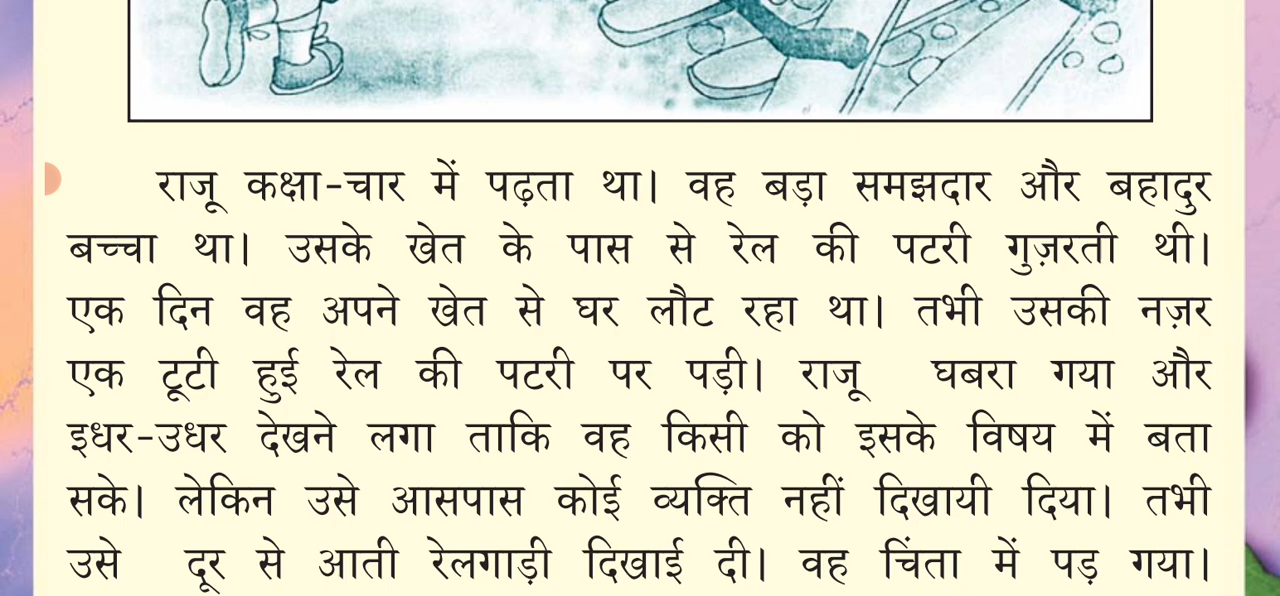 राजू कक्षा-चार में पढ़ता था। वह बड़ा समझदार और बहादुर
बच्चा था। उसके खेत के पास से रेल की पटरी गुज़रती थी।
एक दिन वह अपने खेत से घर लौट रहा था। तभी उसकी नज़र
एक टूटी हुई रेल की पटरी पर पड़ी। राजू घबरा गया और
इधर-उधर देखने लगा ताकि वह किसी को इसके विषय में बता
सके। लेकिन उसे आसपास कोई व्यक्ति नहीं दिखायी दिया। तभी
उसे दूर से आती रेलगाड़ी दिखाई दी। वह चिंता में पड़ गया।